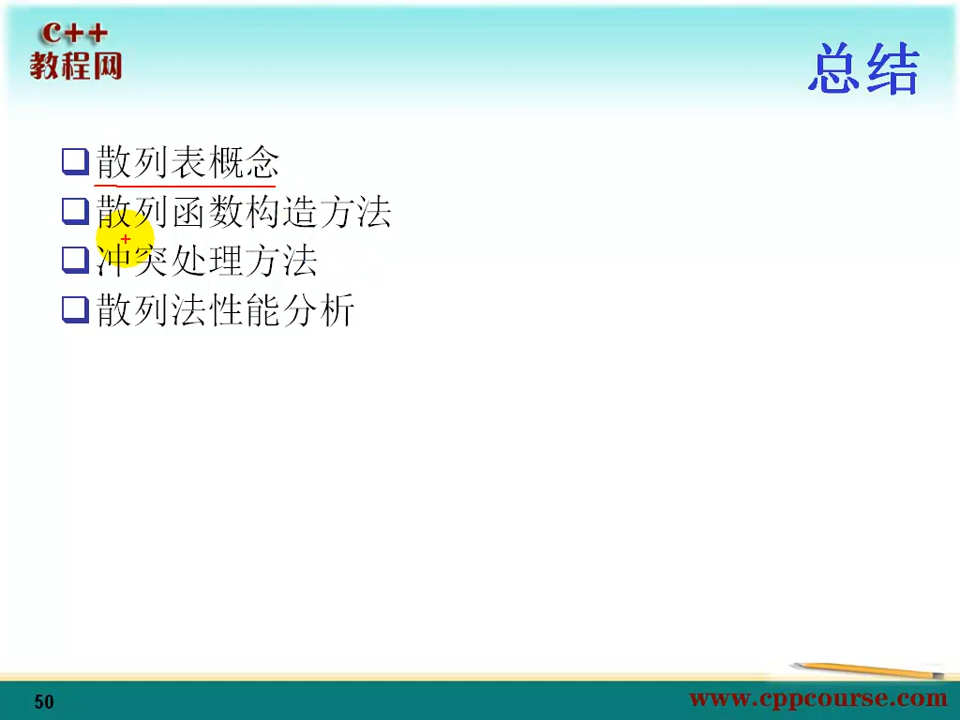 C++
教程网
总结
散列表概念
散列函数构造方法
冲突处理方法
散列法性能分析
50
www.cppcourse.com